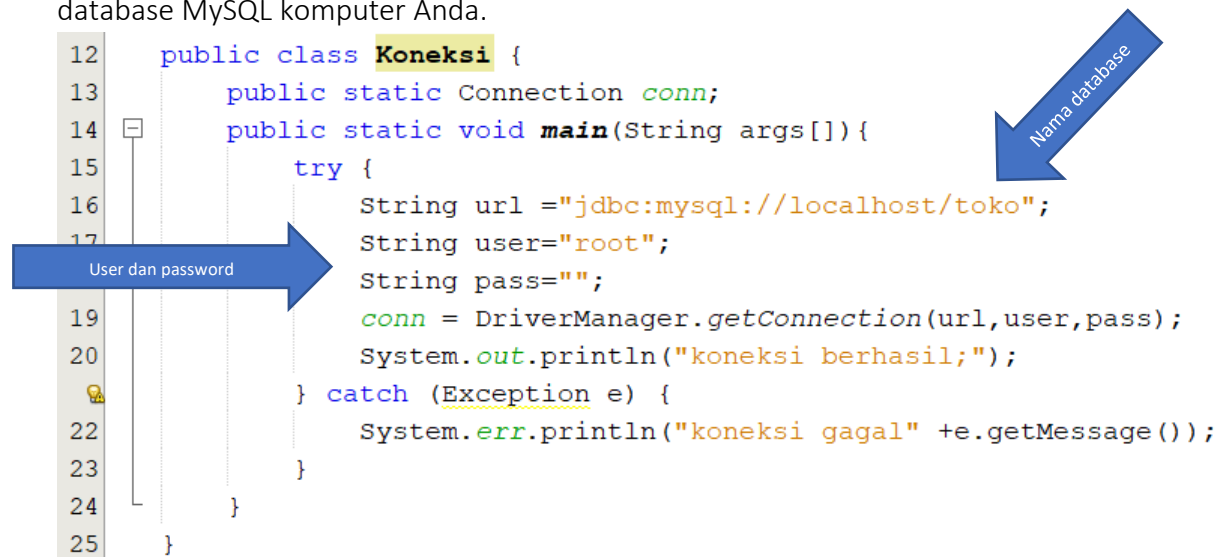 database MySQL komputer Anda.
12 public class Koneksi {
13 public static Connection conn;
14 public static void main(String args[]){
15 try {
16 String url ="jdbc:mysql://localhost/toko";
17 String user="root";
String pass="";
19 conn = DriverManager.getConnection(url,user,pass);
20 System.out.println("koneksi berhasil;");
} catch (Exception e) {
22 System.err.println("koneksi gagal" +e.getMessage());
23 }
24 }
25 }
Nama database
User dan password